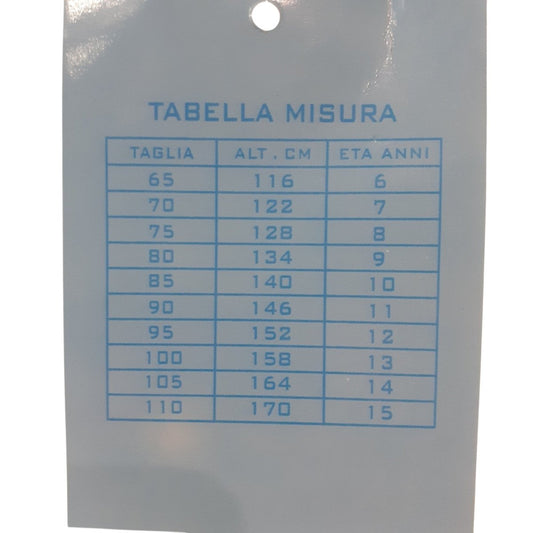 TABELLA MISURA
TAGLIA ALT. CM ETA ANNI
65 116 6
70 122 7
75 128 8
80 134 9
85 140 10
90 146 11
95 152 12
100 158 13
105 164 14
110 170 15